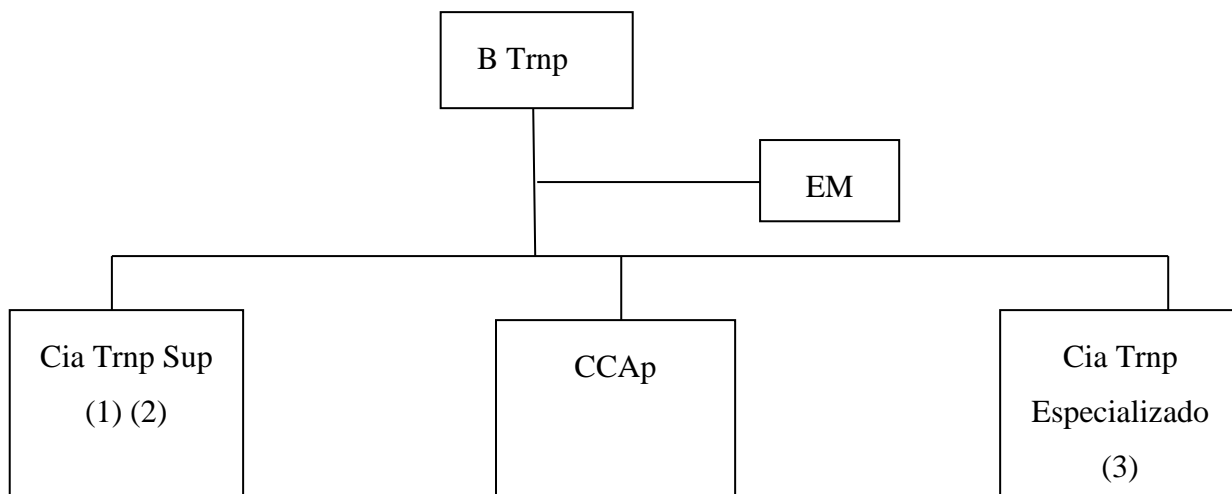 B Trnp
EM
Cia Trnp Sup
(1) (2)
CCAp
Cia Trnp
Especializado
(3)